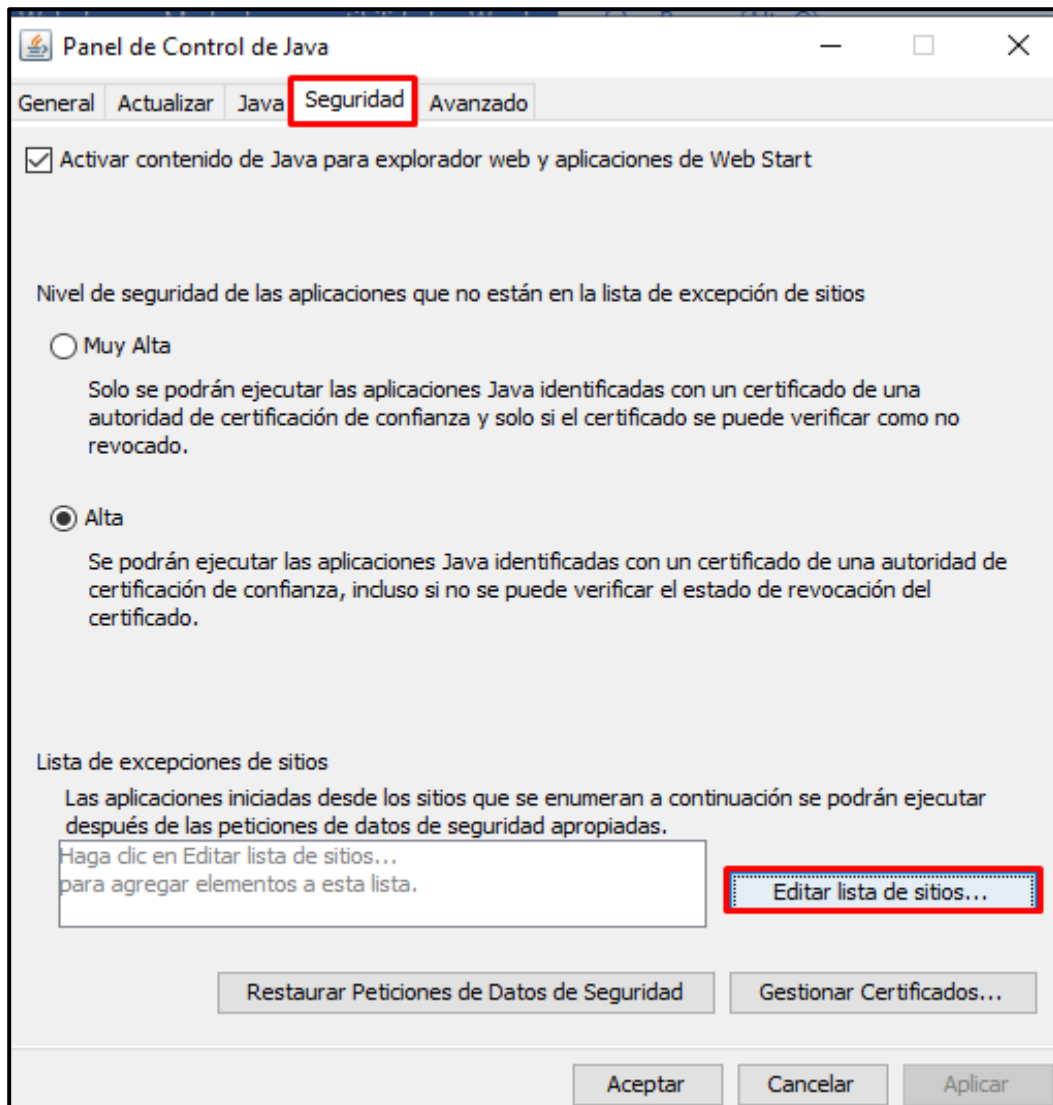 Panel de Control de Java
General Actualizar Java Seguridad Avanzado
Activar contenido de Java para explorador web y aplicaciones de Web Start
Nivel de seguridad de las aplicaciones que no están en la lista de excepción de sitios
Muy Alta
Solo se podrán ejecutar las aplicaciones Java identificadas con un certificado de una
autoridad de certificación de confianza y solo si el certificado se puede verificar como no
revocado.
Alta
Se podrán ejecutar las aplicaciones Java identificadas con un certificado de una autoridad de
certificación de confianza, incluso si no se puede verificar el estado de revocación del
certificado.
Lista de excepciones de sitios
Las aplicaciones iniciadas desde los sitios que se enumeran a continuación se podrán ejecutar
después de las peticiones de datos de seguridad apropiadas.
Haga clic en Editar lista de sitios...
para agregar elementos a esta lista.
Editar lista de sitios...
Restaurar Peticiones de Datos de Seguridad Gestionar Certificados...
Aceptar Cancelar Aplicar